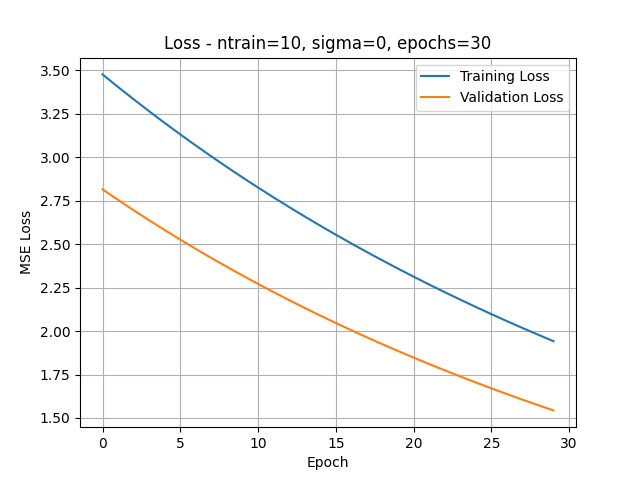 Loss - ntrain=10, sigma=0, epochs=30
Training Loss
Validation Loss
MSE Loss
3.50
3.25
3.00
2.75
2.50
2.25
2.00
1.75
1.50
0 5 10 15 20 25 30
Epoch